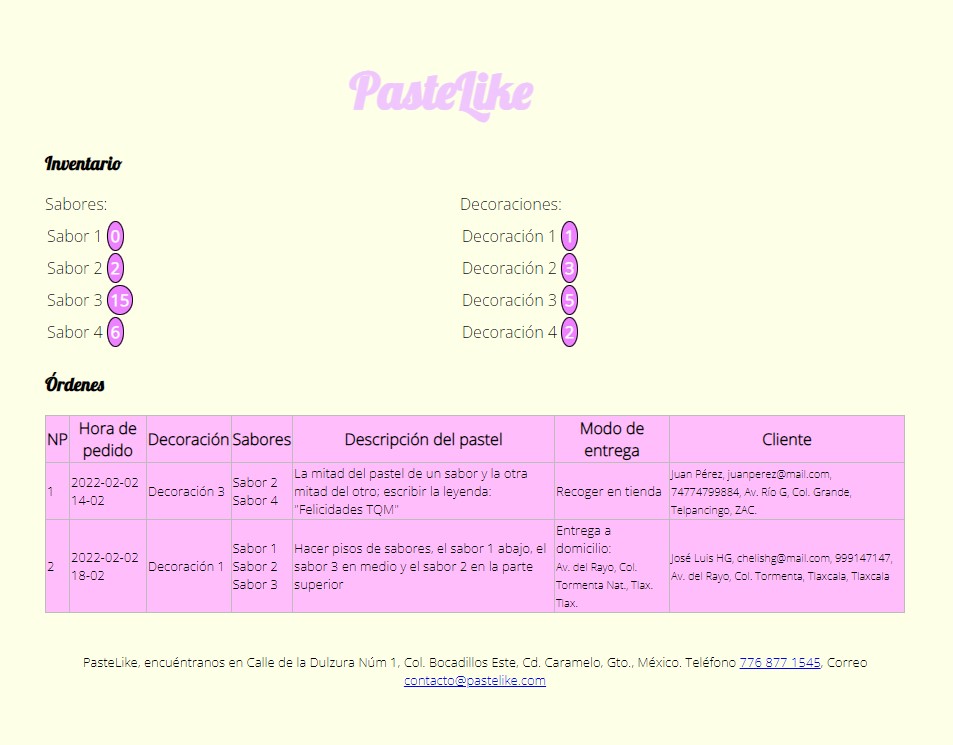 PasteLike
Inventario
Sabores:
Sabor 1 0
Sabor 2 2
Sabor 3 15
Sabor 4 6
Decoraciones:
Decoración 1 1
Decoración 2 3
Decoración 3 5
Decoración 4 2
Órdenes
NP Hora de pedido Decoración Sabores Descripción del pastel Modo de entrega Cliente
1
2022-02-02
14-02
Decoración 3
Sabor 2
Sabor 4
La mitad del pastel de un sabor y la otra
mitad del otro; escribir la leyenda:
"Felicidades TQM"
Recoger en tienda
Juan Pérez, juanperez@mail.com,
74774799884, Av. Río G, Col. Grande,
Telpancingo, ZAC.
2
2022-02-02
18-02
Decoración 1
Sabor 1
Sabor 2
Sabor 3
Hacer pisos de sabores, el sabor 1 abajo, el
sabor 3 en medio y el sabor 2 en la parte
superior
Entrega a
domicilio:
Av. del Rayo, Col.
Tormenta Nat., Tlax.
Tlax.
José Luis HG, chelishg@mail.com, 999147147,
Av. del Rayo, Col. Tormenta, Tlaxcala, Tlaxcala
PasteLike, encuéntranos en Calle de la Dulzura Núm 1, Col. Bocadillos Este, Cd. Caramelo, Gto., México. Teléfono 776 877 1545, Correo
contacto@pastelike.com